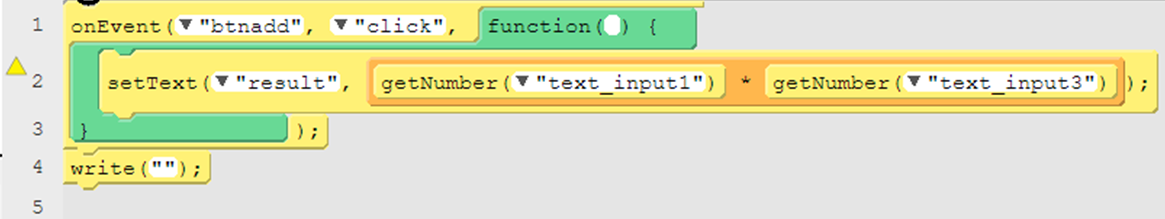 1 onEvent(▼"btnadd", ▼"click", function( ) {
2 setText(▼"result", getNumber(▼"text_input1") * getNumber(▼"text_input3"));
3 } );
4 write("");
5